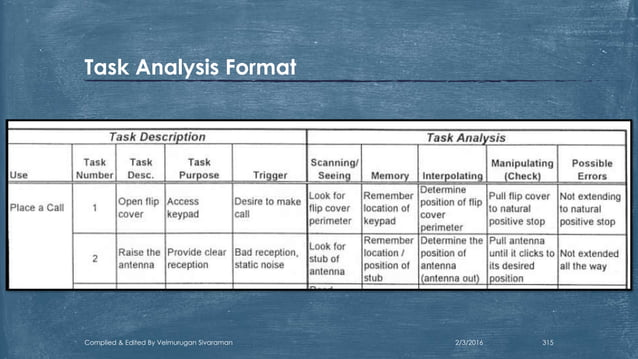 Task Analysis Format
Task Description Task Analysis
Use Task Number Task Desc. Task Purpose Trigger Scanning/ Seeing Memory Interpolating Manipulating (Check) Possible Errors
Place a Call 1 Open flip cover Access keypad Desire to make call Look for flip cover perimeter Remember location of keypad Determine position of flip cover perimeter Pull flip cover to natural positive stop Not extending to natural positive stop
2 Raise the antenna Provide clear reception Bad reception, static noise Look for stub of antenna Remember location / position of stub Determine the position of antenna (antenna out) Pull antenna until it clicks to its desired position Not extended all the way
Complied & Edited By Velmurugan Sivaraman 2/3/2016 315